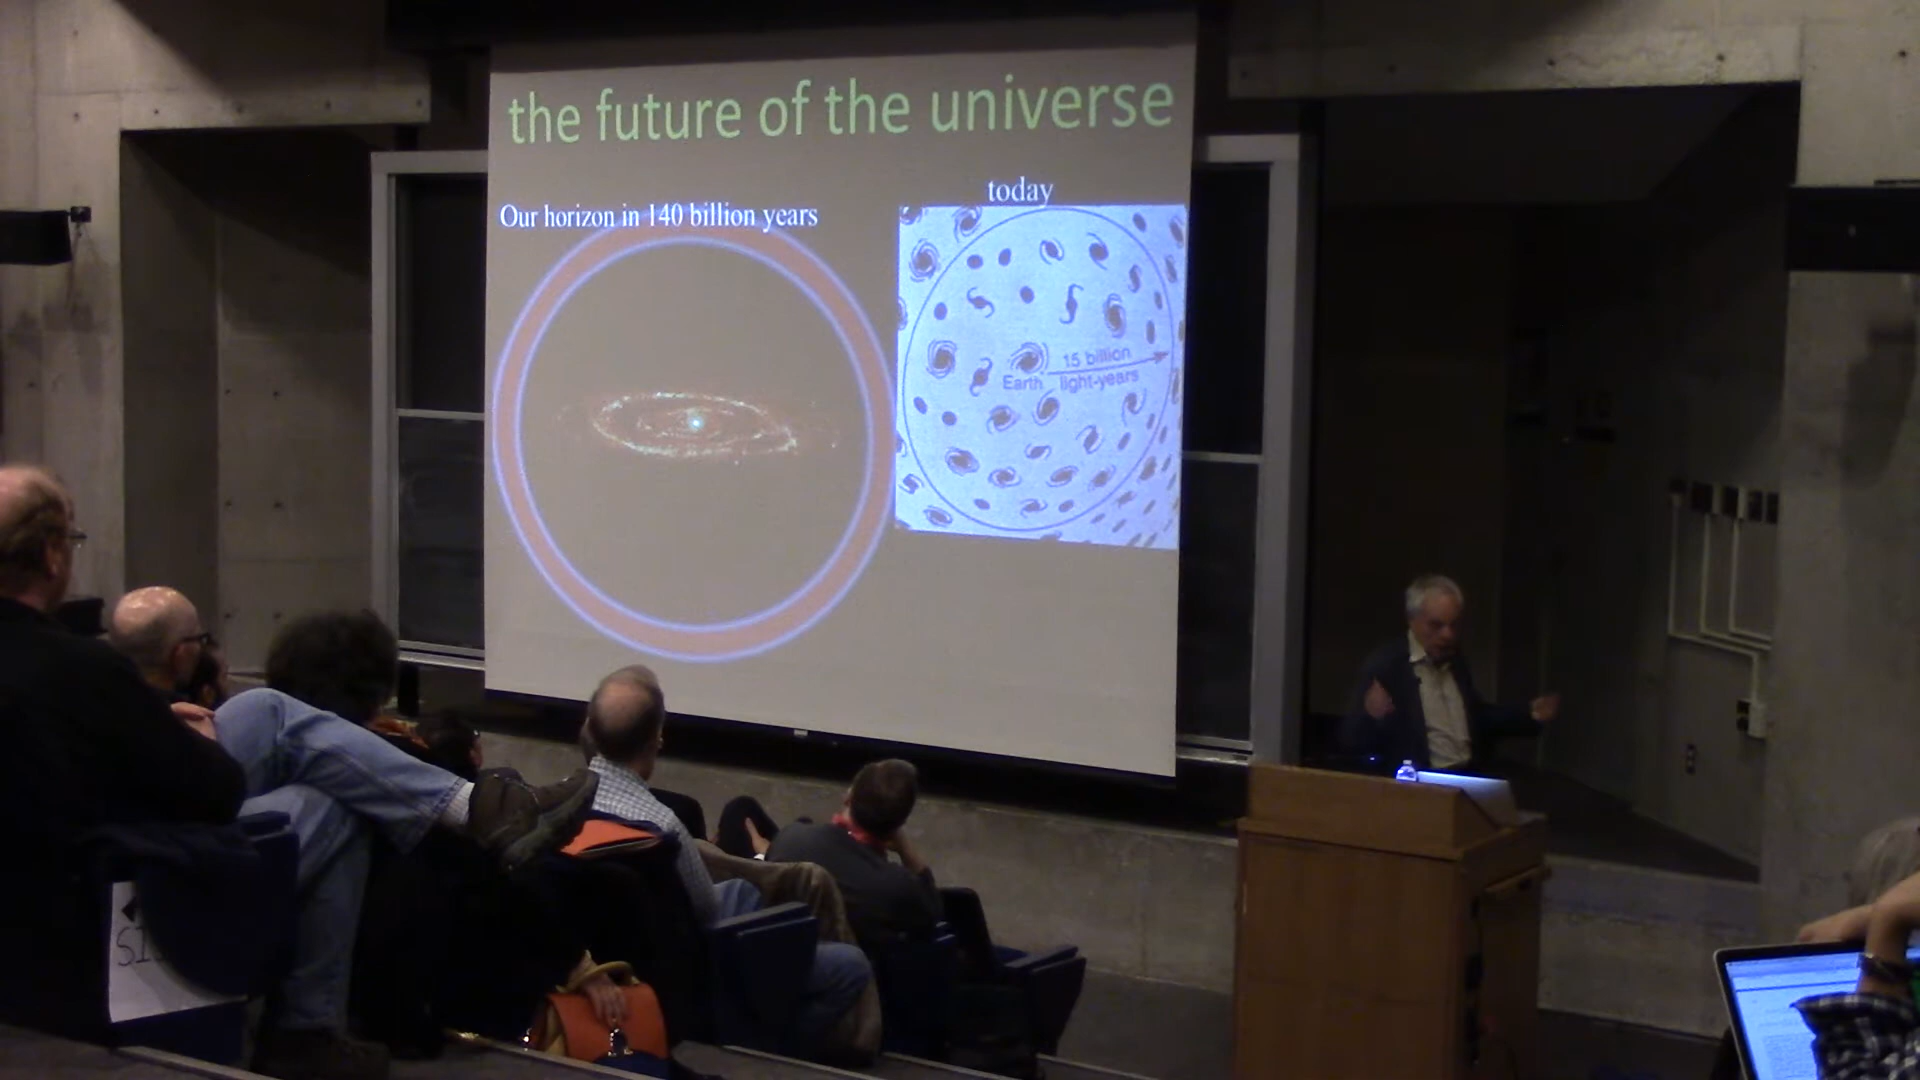 the future of the universe
Our horizon in 140 billion years
today
15 billion
Earth light-years